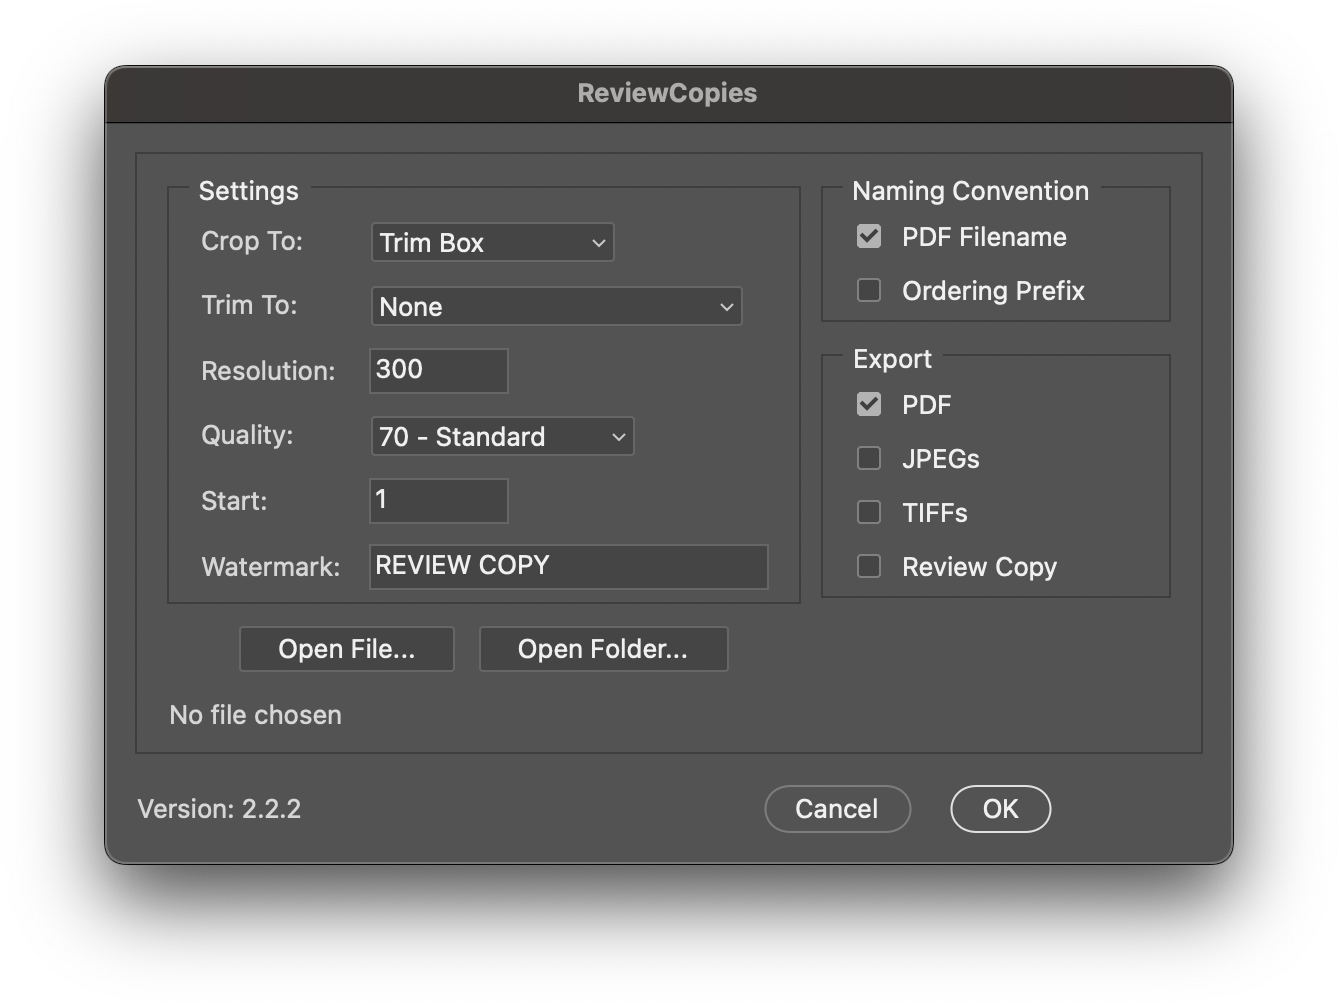 ReviewCopies
Settings
Crop To: Trim Box
Trim To: None
Resolution: 300
Quality: 70 - Standard
Start: 1
Watermark: REVIEW COPY
Naming Convention
PDF Filename
Ordering Prefix
Export
PDF
JPEGs
TIFFs
Review Copy
Open File... Open Folder...
No file chosen
Version: 2.2.2
Cancel OK